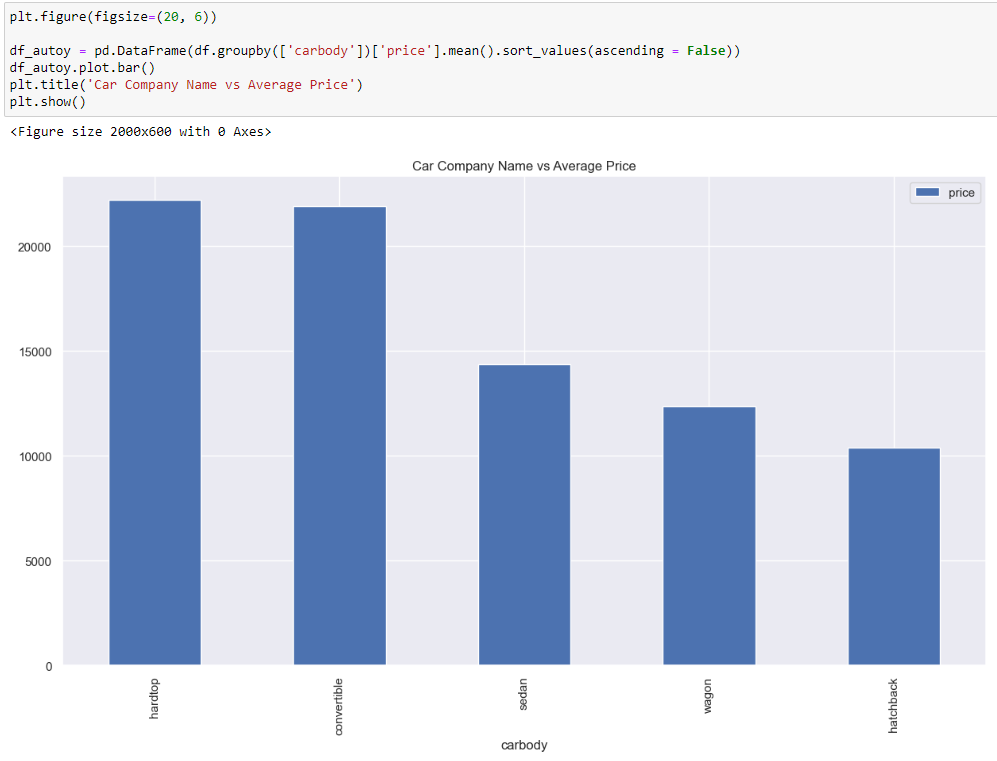 plt.figure(figsize=(20, 6))
df_autoy = pd.DataFrame(df.groupby(['carbody'])['price'].mean().sort_values(ascending = False))
df_autoy.plot.bar()
plt.title('Car Company Name vs Average Price')
plt.show()
<Figure size 2000x600 with 0 Axes>
Car Company Name vs Average Price
price
20000
15000
10000
5000
0
hardtop
convertible
sedan
wagon
hatchback
carbody